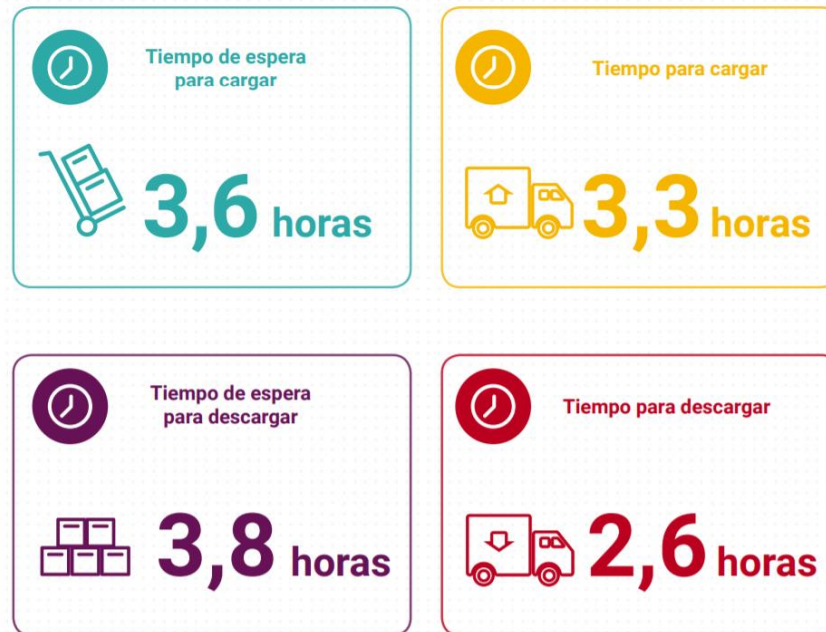 Tiempo de espera
para cargar
3,6 horas
Tiempo para cargar
3,3 horas
Tiempo de espera
para descargar
3,8 horas
Tiempo para descargar
2,6 horas